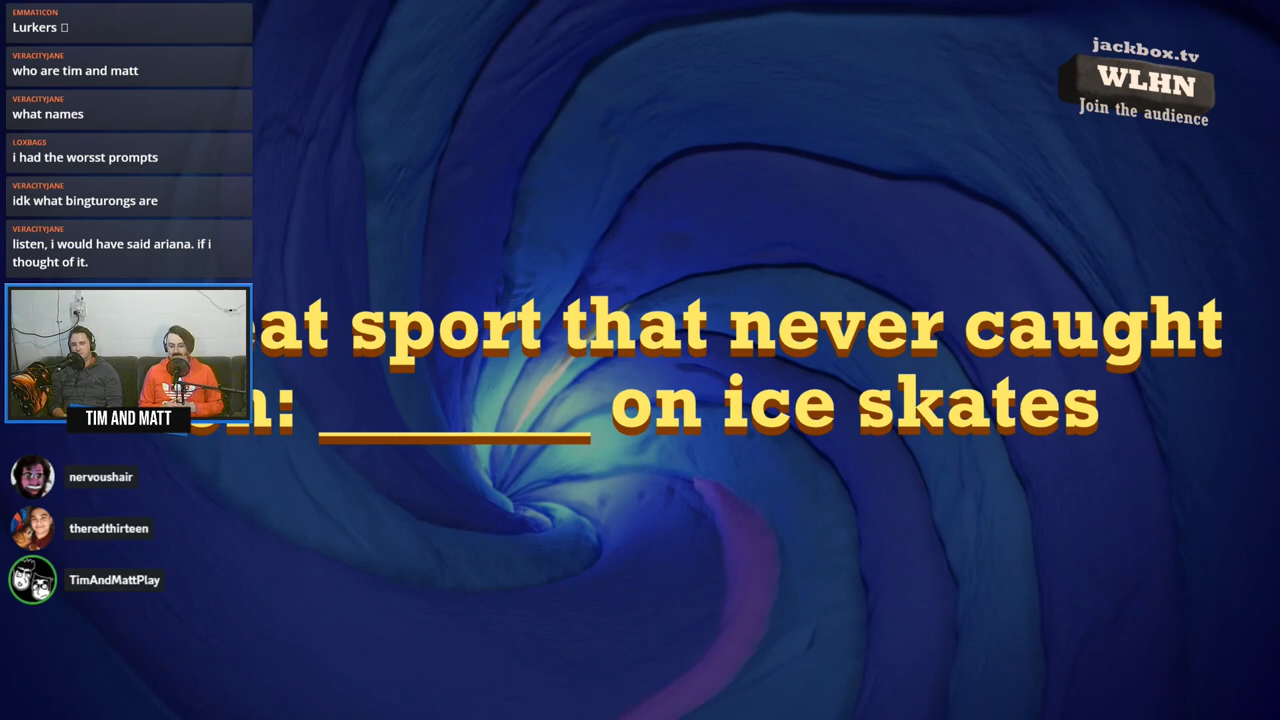 EMMATICON
Lurkers
VERACITYJANE
who are tim and matt
VERACITYJANE
what names
LOXBAGS
i had the worsst prompts
VERACITYJANE
idk what bingturongs are
VERACITYJANE
listen, i would have said ariana. if i
thought of it.
TIM AND MATT
nervoushair
theredthirteen
TimAndMattPlay
jackbox.tv
WLHN
Join the audience
eat sport that never caught
n: ______ on ice skates